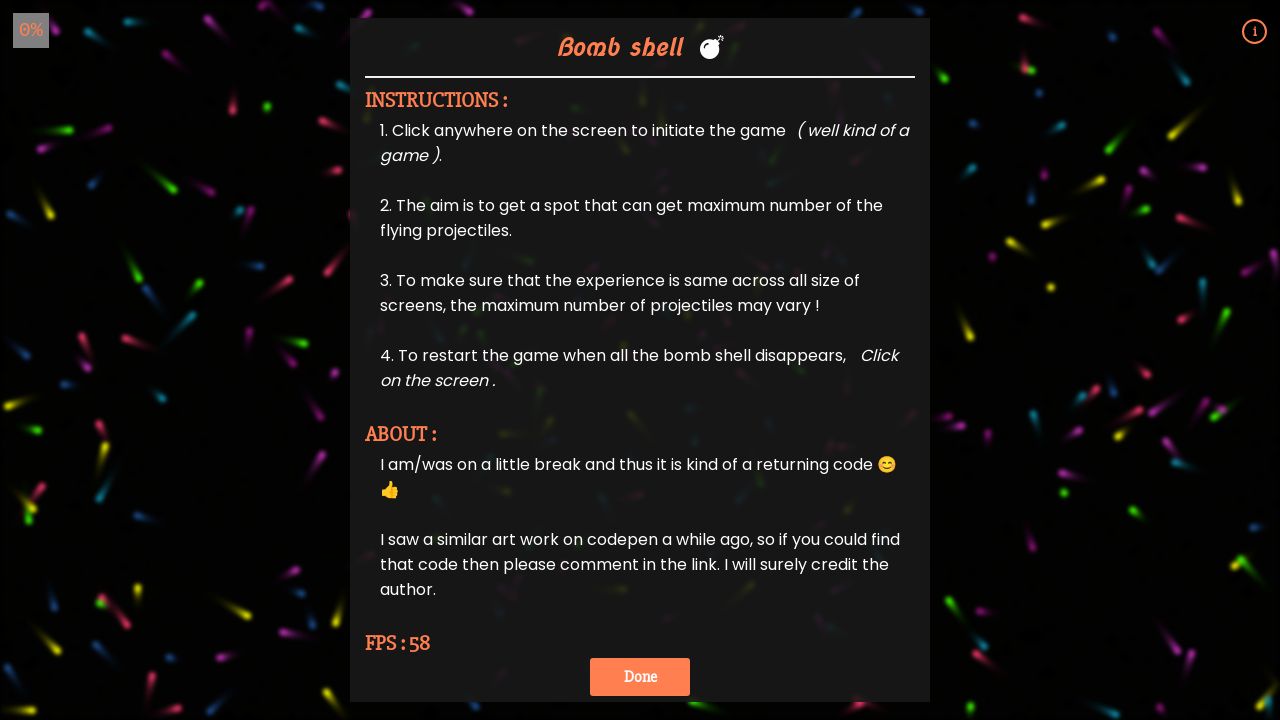 0%
i
Bomb shell 💣
INSTRUCTIONS :
1. Click anywhere on the screen to initiate the game ( well kind of a
game ).
2. The aim is to get a spot that can get maximum number of the
flying projectiles.
3. To make sure that the experience is same across all size of
screens, the maximum number of projectiles may vary !
4. To restart the game when all the bomb shell disappears, Click
on the screen .
ABOUT :
I am/was on a little break and thus it is kind of a returning code 😊
👍
I saw a similar art work on codepen a while ago, so if you could find
that code then please comment in the link. I will surely credit the
author.
FPS : 58
Done